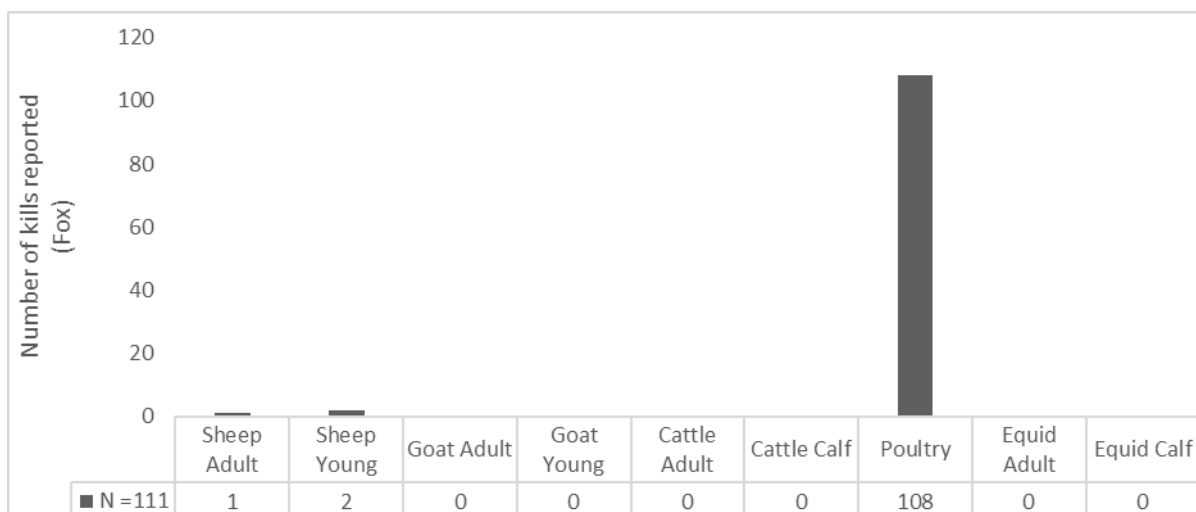 Number of kills reported
(Fox)
120
100
80
60
40
20
0
Sheep Adult
Sheep Young
Goat Adult
Goat Young
Cattle Adult
Cattle Calf
Poultry
Equid Adult
Equid Calf
N =111 1 2 0 0 0 0 108 0 0